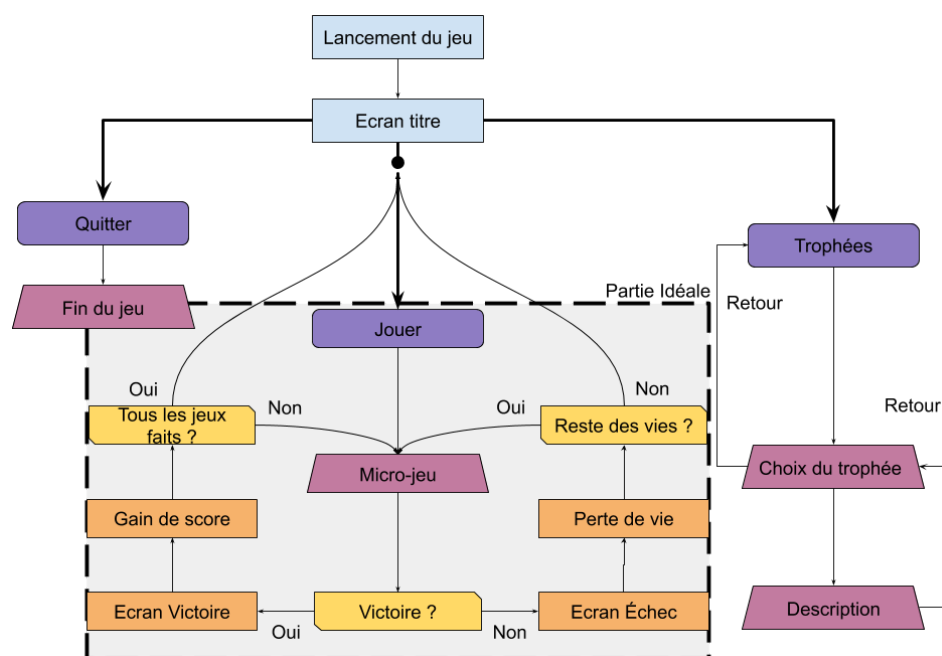 Lancement du jeu
Ecran titre
Quitter
Trophées
Partie Idéale
Retour
Fin du jeu
Jouer
Oui
Non
Oui
Non
Retour
Tous les jeux
faits ?
Reste des vies ?
Micro-jeu
Choix du trophée
Gain de score
Perte de vie
Ecran Victoire
Victoire ?
Ecran Échec
Description
Oui
Non